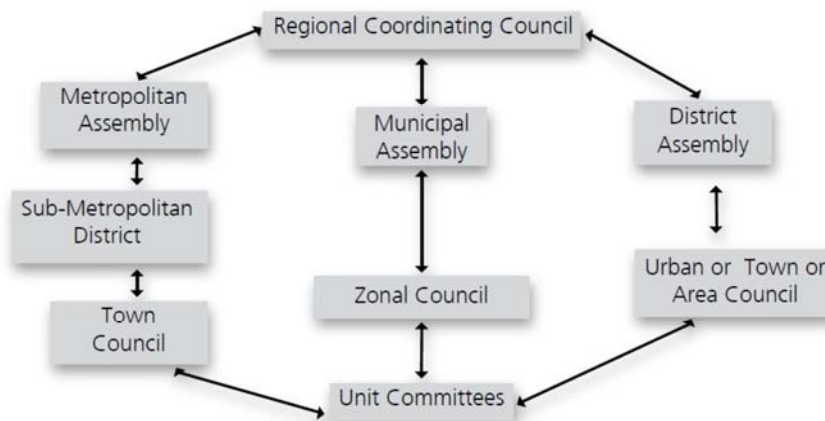 Regional Coordinating Council
Metropolitan
Assembly
Municipal
Assembly
District
Assembly
Sub-Metropolitan
District
Urban or Town or
Area Council
Zonal Council
Town
Council
Unit Committees